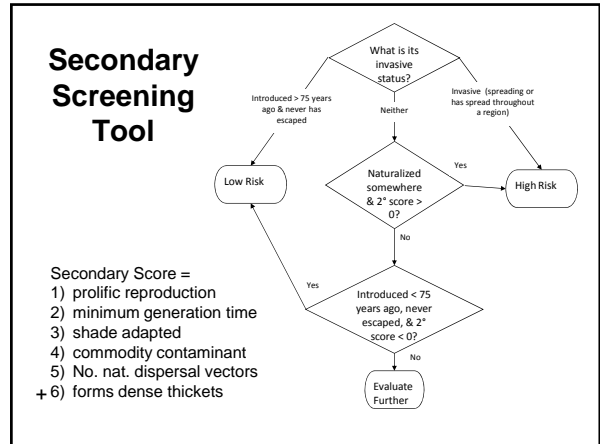 Secondary
Screening
Tool
What is its
invasive
status?
Introduced > 75 years
ago & never has
escaped
Neither
Invasive (spreading or
has spread throughout
a region)
Low Risk
Naturalized
somewhere
& 2° score >
0?
Yes
High Risk
No
Secondary Score =
1) prolific reproduction
2) minimum generation time
3) shade adapted
4) commodity contaminant
5) No. nat. dispersal vectors
+ 6) forms dense thickets
Yes
Introduced < 75
years ago, never
escaped, & 2°
score < 0?
No
Evaluate
Further